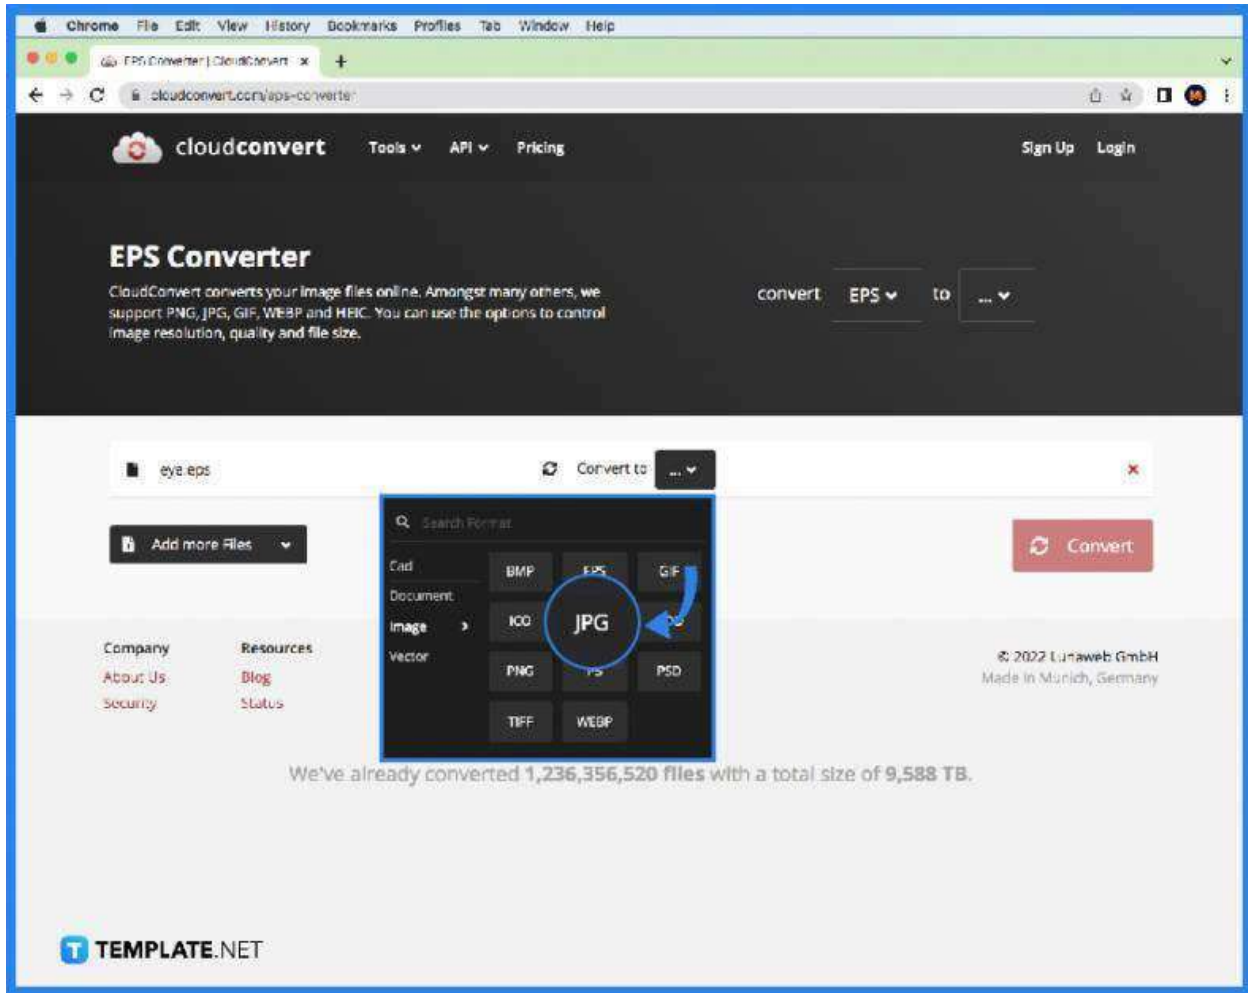 Chrome File Edit View History Bookmarks Profiles Tab Window Help
EPS Converter | CloudConvert
cloudconvert.com/eps-converter
cloudconvert Tools API Pricing Sign Up Login
EPS Converter
CloudConvert converts your image files online. Amongst many others, we
support PNG, JPG, GIF, WEBP and HEIC. You can use the options to control
image resolution, quality and file size.
convert EPS to ...
eye.eps Convert to ...
Add more Files
Convert
Search Format
Cad
Document
Image
Vector
BMP EPS GIF
ICO JPG
PNG PS PSD
TIFF WEBP
Company Resources
About Us Blog
Security Status
© 2022 Lunaweb GmbH
Made in Munich, Germany
We've already converted 1,236,356,520 files with a total size of 9,588 TB.
T TEMPLATE.NET